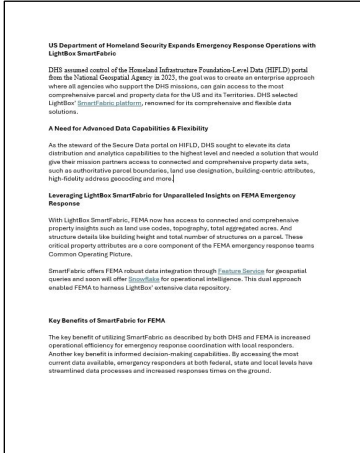 US Department of Homeland Security Expands Emergency Response Operations with
LightBox SmartFabric
DHS assumed control of the Homeland Infrastructure Foundation-Level Data (HIFLD) portal
from the National Geospatial Agency in 2023, the goal was to create an enterprise approach
where all agencies who support the DHS missions, can gain access to the most
comprehensive parcel and property data for the US and its Territories. DHS selected
LightBox' SmartFabric platform, renowned for its comprehensive and flexible data
solutions.
A Need for Advanced Data Capabilities & Flexibility
As the steward of the Secure Data portal on HIFLD, DHS sought to elevate its data
distribution and analytics capabilities to the highest level and needed a solution that would
give their mission partners access to connected and comprehensive property data sets,
such as authoritative parcel boundaries, land use designation, building-centric attributes,
high-fidelity address geocoding and more.
Leveraging LightBox SmartFabric for Unparalleled Insights on FEMA Emergency
Response
With LightBox SmartFabric, FEMA now has access to connected and comprehensive
property insights such as land use codes, topography, total aggregated acres. And
structure details like building height and total number of structures on a parcel. These
critical property attributes are a core component of the FEMA emergency response teams
Common Operating Picture.
SmartFabric offers FEMA robust data integration through Feature Service for geospatial
queries and soon will offer Snowflake for operational intelligence. This dual approach
enabled FEMA to harness LightBox' extensive data repository.
Key Benefits of SmartFabric for FEMA
The key benefit of utilizing SmartFabric as described by both DHS and FEMA is increased
operational efficiency for emergency response coordination with local responders.
Another key benefit is informed decision-making capabilities. By accessing the most
current data available, emergency responders at both federal, state and local levels have
streamlined data processes and increased responses times on the ground.